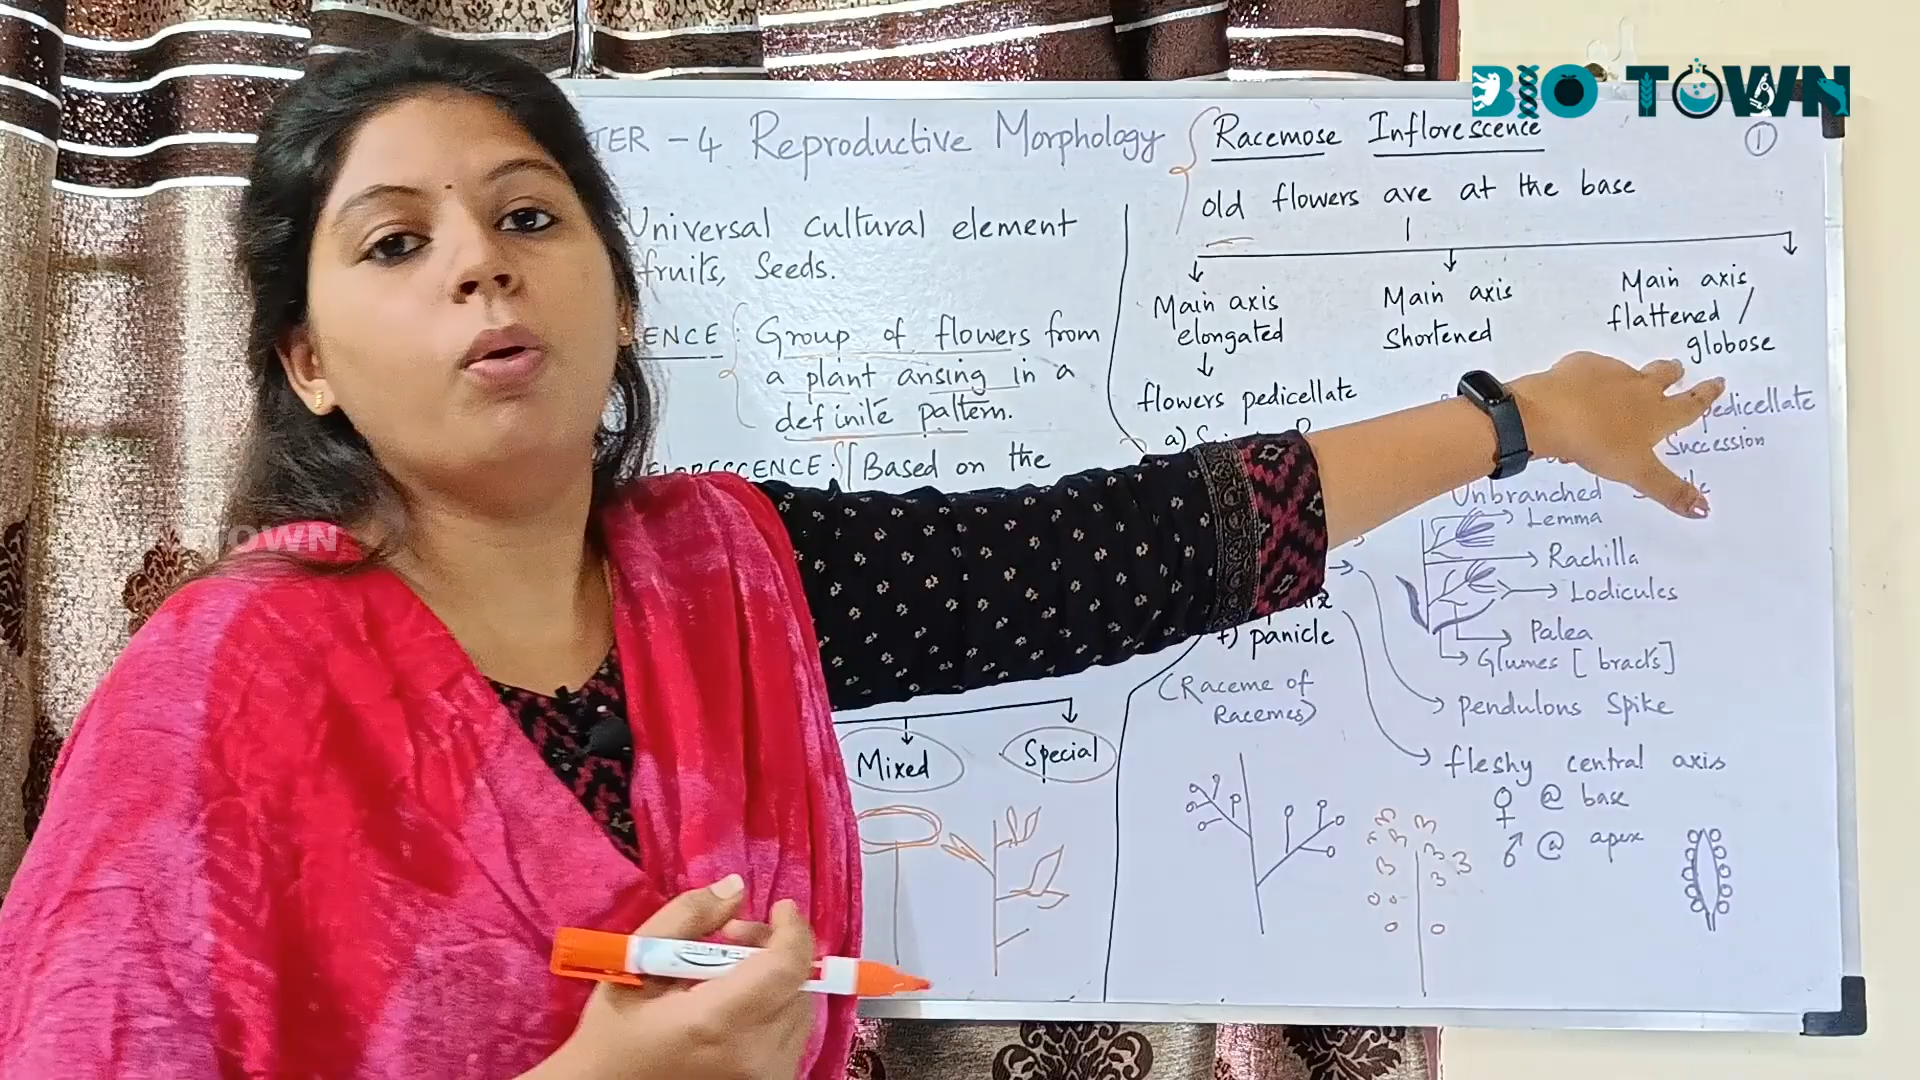 BIO TOWN
TER - 4 Reproductive Morphology
Universal cultural element
fruits, Seeds.
ENCE : Group of flowers from
a plant arising in a
definite pattern.
FLORESCENCE : Based on the
Mixed
Special
Racemose Inflorescence
1
old flowers are at the base
Main axis
elongated
flowers pedicellate
a)
f) panicle
(Raceme of
Racemes)
Main axis
Shortened
Main axis
flattened /
globose
pedicellate
Succession
Unbranched
Lemma
Rachilla
Lodicules
Palea
Glumes [bracts]
pendulous Spike
fleshy central axis
♀ @ base
♂ @ apex
TOWN